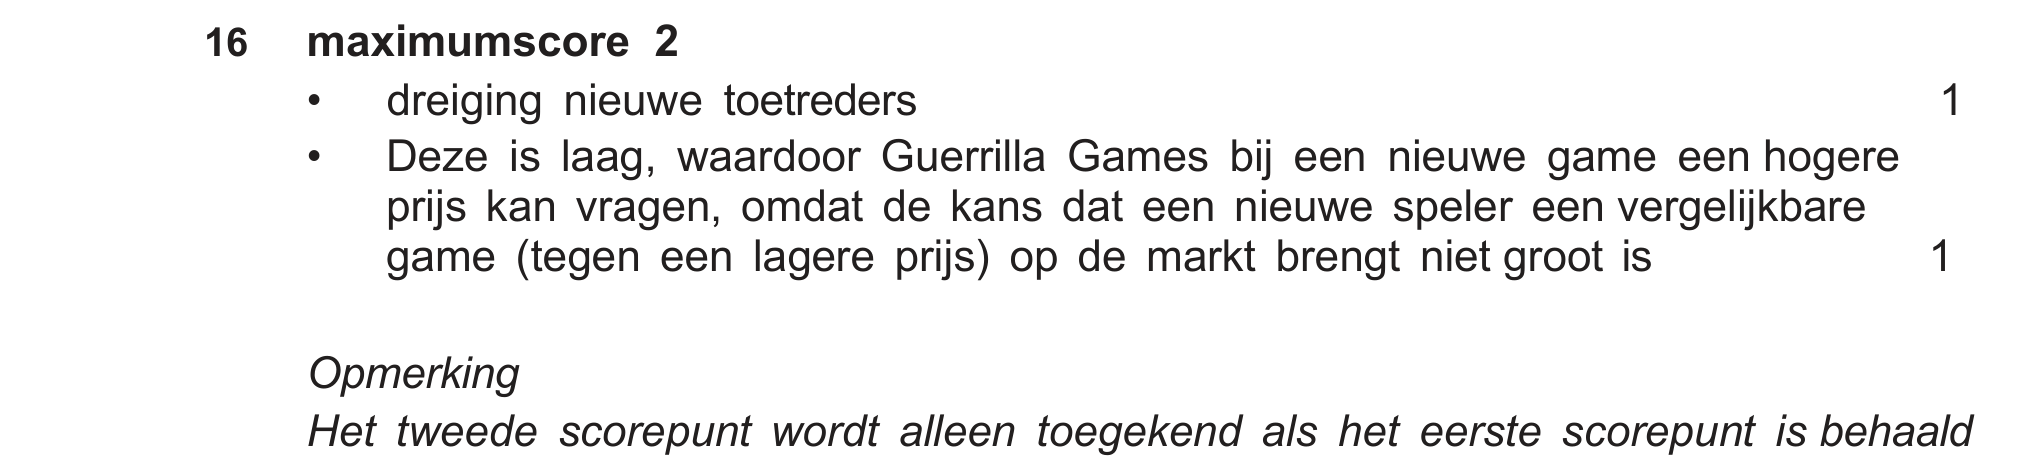 16 maximumscore 2
• dreiging nieuwe toetreders 1
• Deze is laag, waardoor Guerrilla Games bij een nieuwe game een hogere
prijs kan vragen, omdat de kans dat een nieuwe speler een vergelijkbare
game (tegen een lagere prijs) op de markt brengt niet groot is 1
Opmerking
Het tweede scorepunt wordt alleen toegekend als het eerste scorepunt is behaald